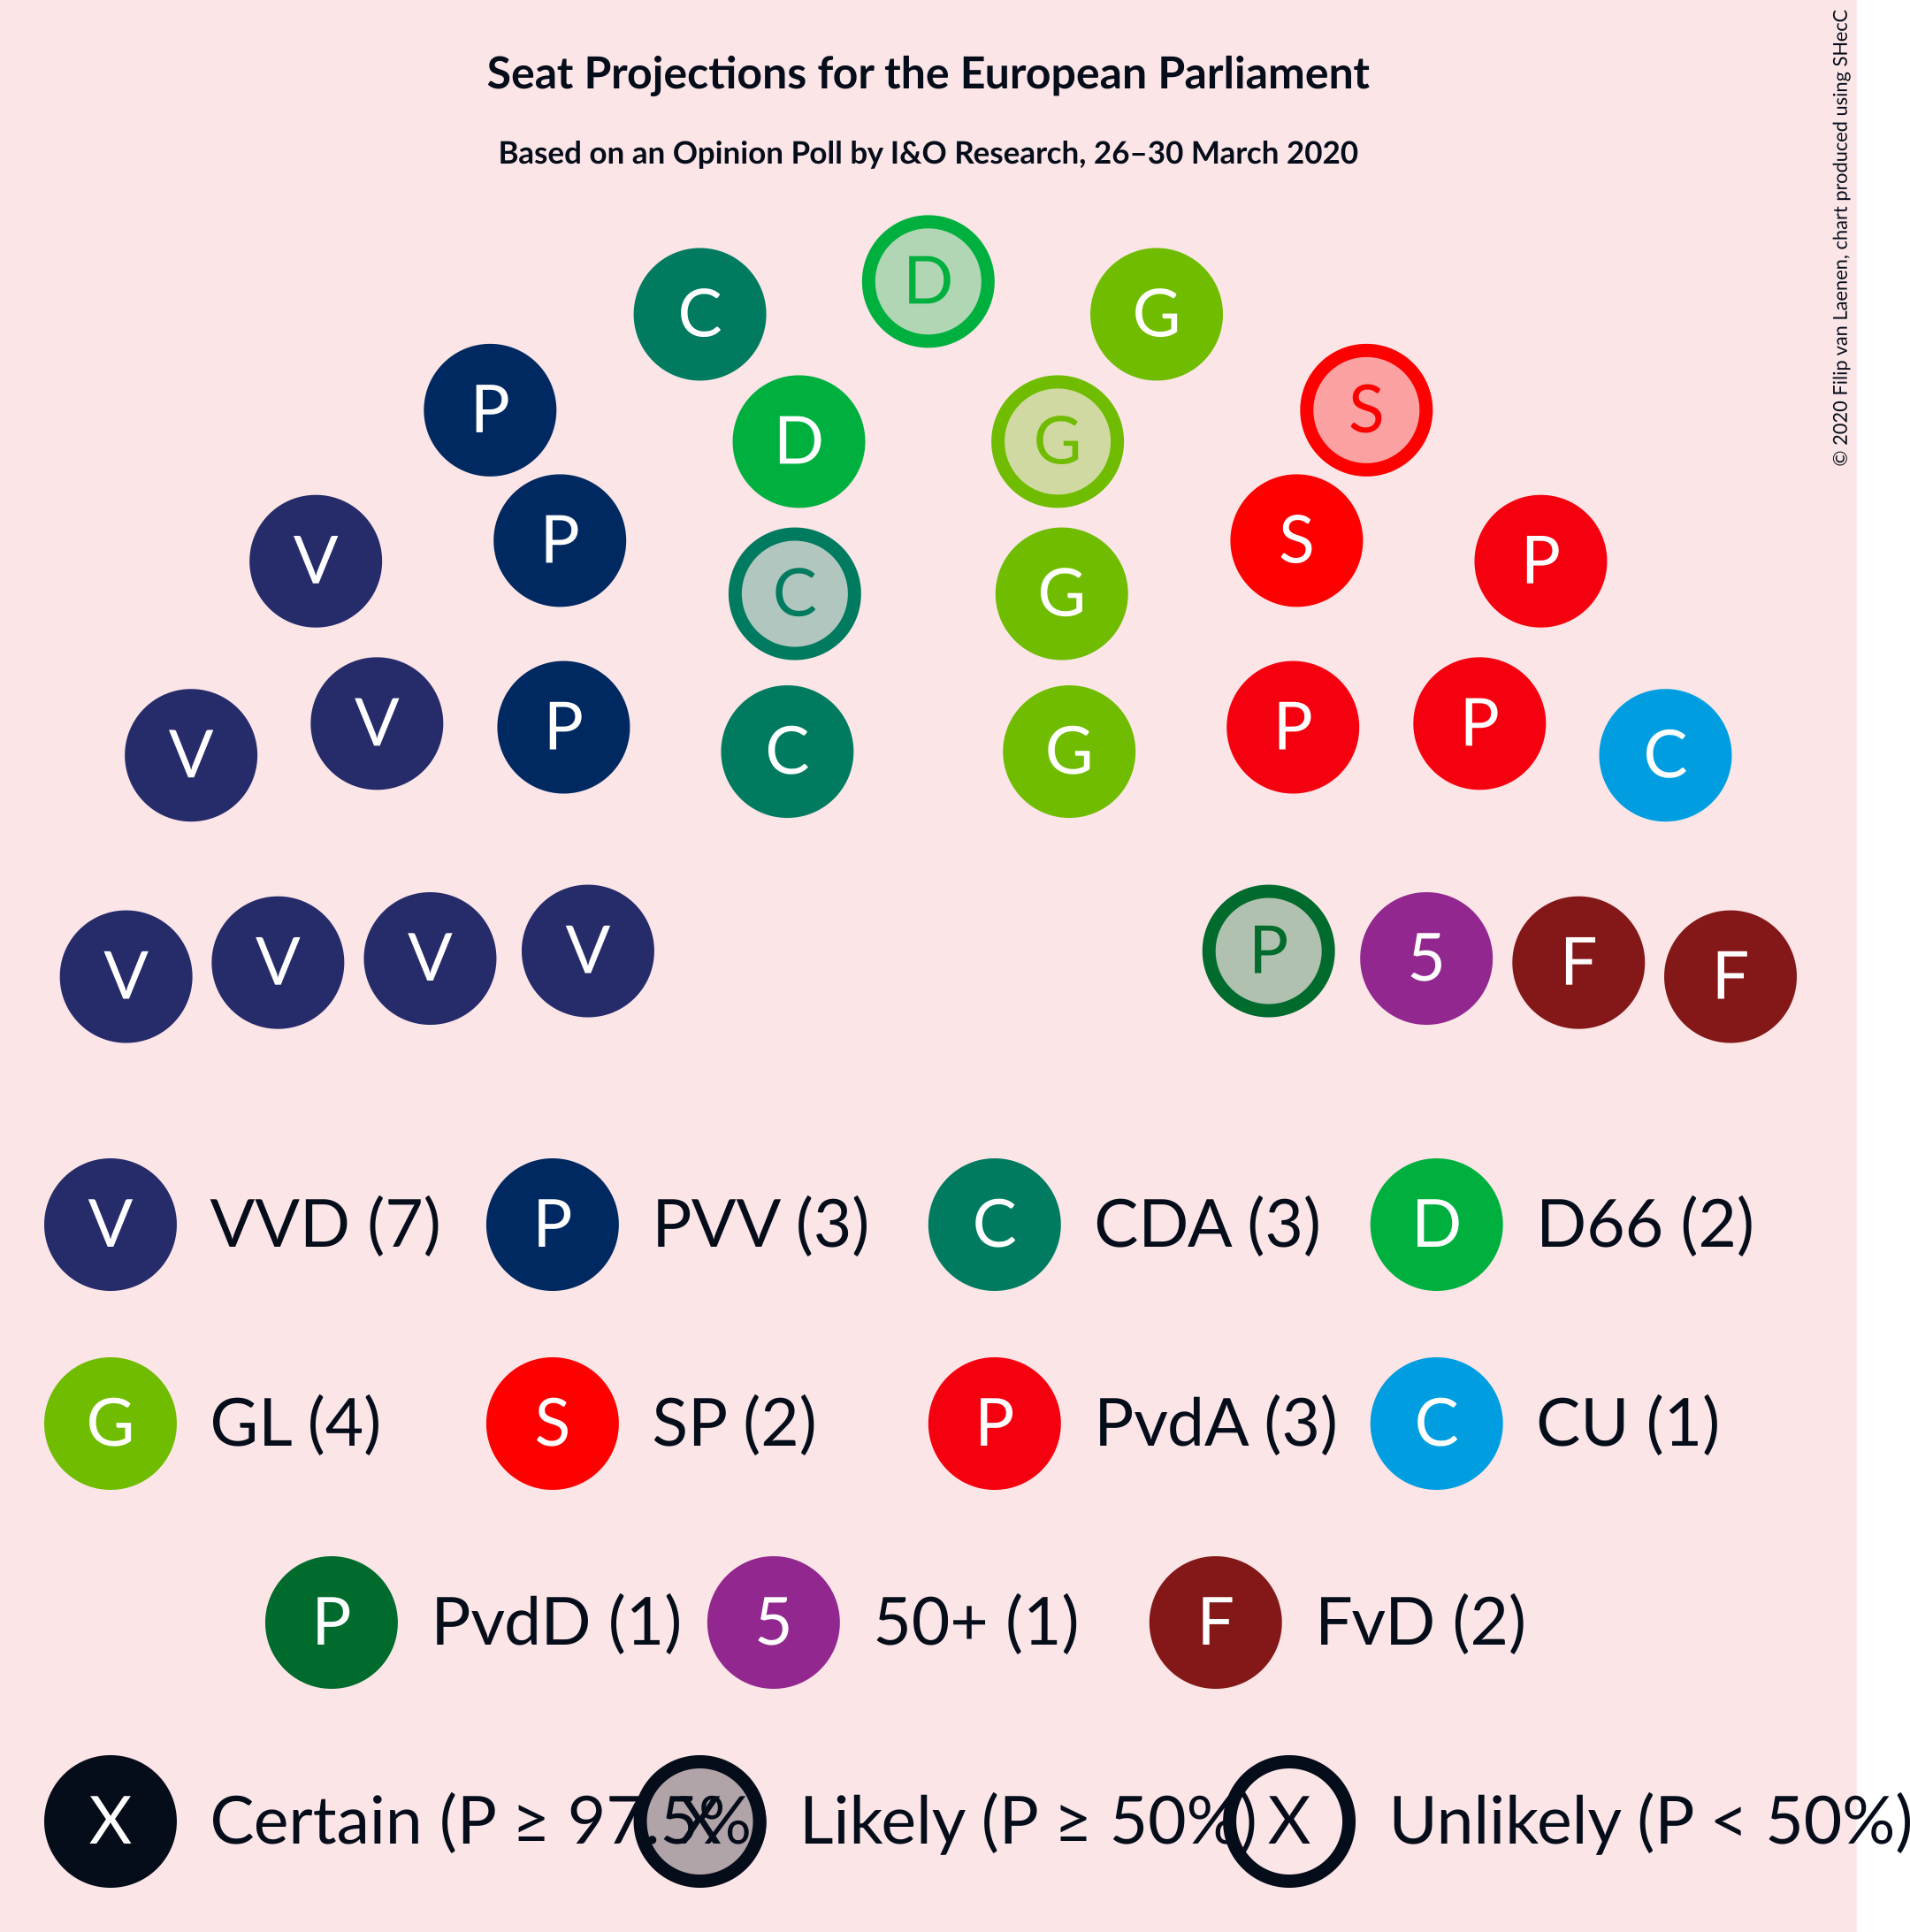 Seat Projections for the European Parliament
Based on an Opinion Poll by I&O Research, 26–30 March 2020
© 2020 Filip van Laenen, chart produced using SHecC
D
C G
P S
D G
P S
V P
C G
V P P P
C G
V C
V V P 5
V F
V F
V VVD (7) P PVV (3) C CDA (3) D D66 (2)
G GL (4) S SP (2) P PvdA (3) C CU (1)
P PvdD (1) 5 50+ (1) F FvD (2)
X Certain (P ≥ 97.5% X Likely (P ≥ 50%) X Unlikely (P < 50%)